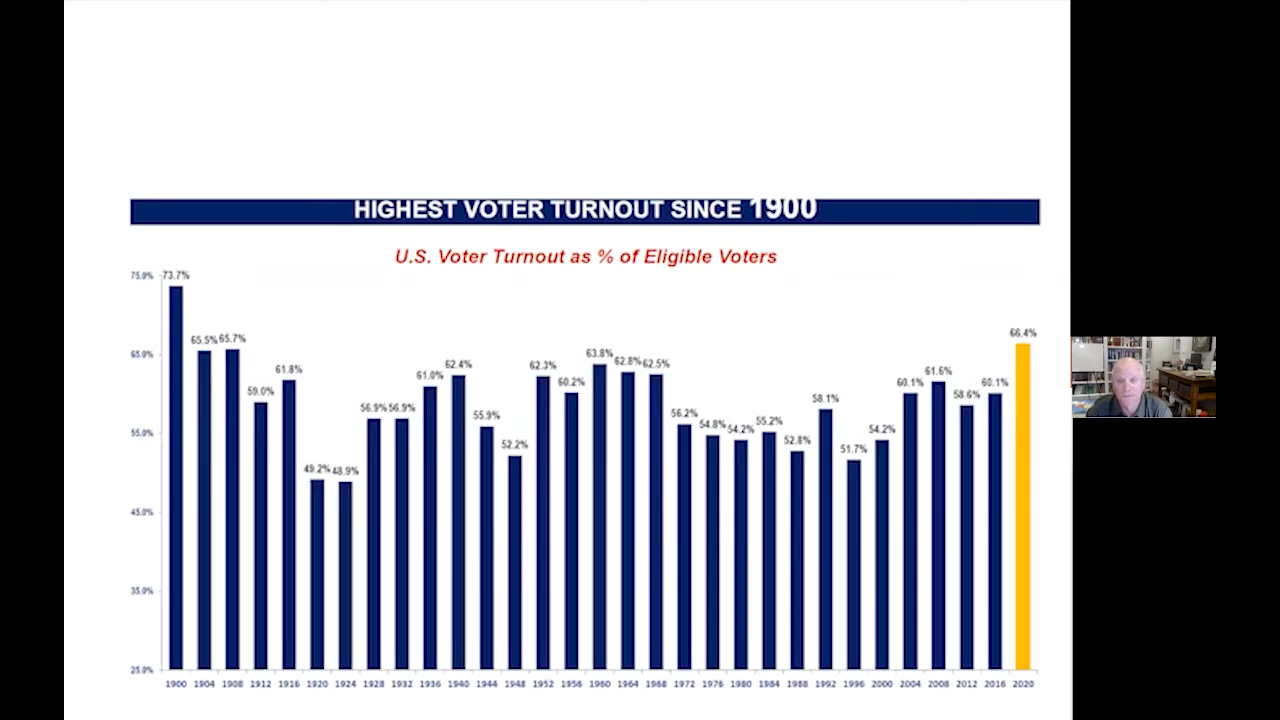 HIGHEST VOTER TURNOUT SINCE 1900
U.S. Voter Turnout as % of Eligible Voters
75.0%
65.0%
55.0%
45.0%
35.0%
25.0%
73.7% 65.5% 65.7% 59.0% 61.8% 49.2% 48.9% 56.9% 56.9% 61.0% 62.4% 55.9% 52.2% 62.3% 60.2% 63.8% 62.8% 62.5% 56.2% 54.8% 54.2% 55.2% 52.8% 58.1% 51.7% 54.2% 60.1% 61.6% 58.6% 60.1% 66.4%
1900 1904 1908 1912 1916 1920 1924 1928 1932 1936 1940 1944 1948 1952 1956 1960 1964 1968 1972 1976 1980 1984 1988 1992 1996 2000 2004 2008 2012 2016 2020